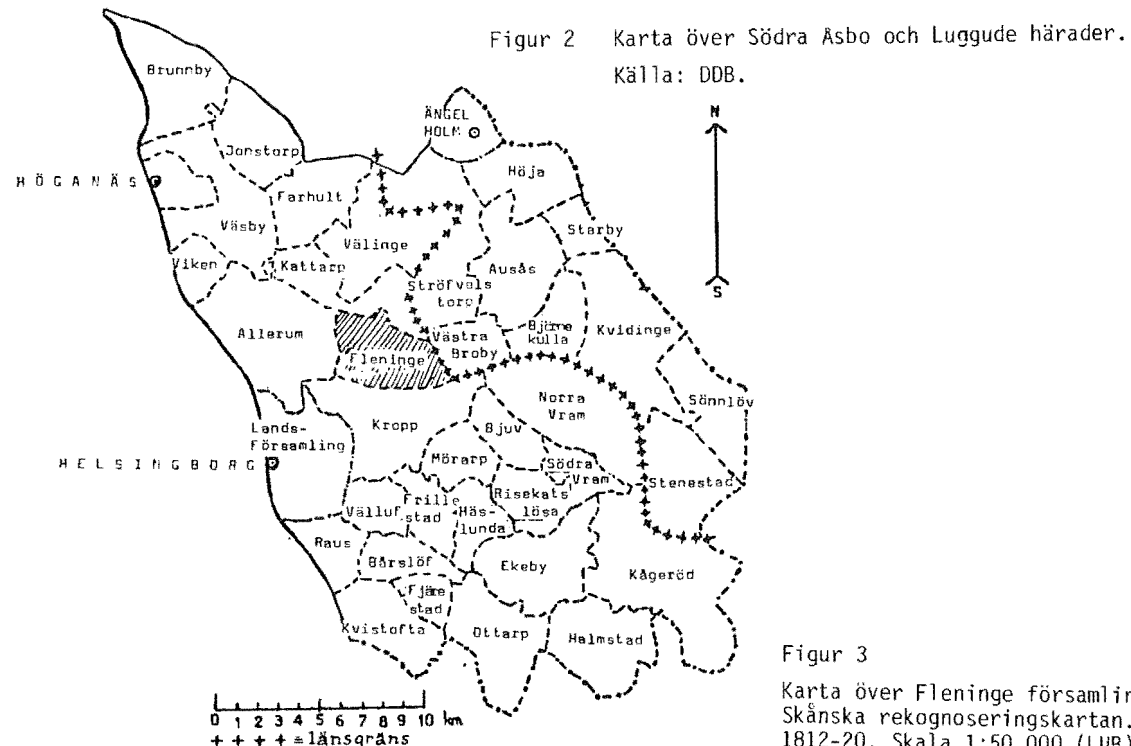 Figur 2 Karta över Södra Åsbo och Luggude härader.
Källa: DDB.
N
S
Brunnby
ÄNGEL
HOLM
Jonstorp
HÖGANÄS
Höja
Farhult
Väsby
Starby
Välinge
Viken
Kattarp
Ausås
Ströfvels
torp
Allerum
Västra
Broby
Bjärne
kulla
Kvidinge
Fleninge
Norra
Vram
Sönnlöv
Lands-
Församling
Kropp
Bjuv
HELSINGBORG
Mörarp
Södra
Vram
Stenestad
Risekats
lösa
Välluf
Frille
stad
Häs-
lunda
Raus
Bårslöf
Ekeby
Kågeröd
Fjäre
stad
Kvistofta
Ottarp
Halmstad
0 1 2 3 4 5 6 7 8 9 10 km
+ + + + = länsgräns
Figur 3
Karta över Fleninge församlin
Skånska rekognoseringskartan.
1812-20. Skala 1:50 000 (LUB)